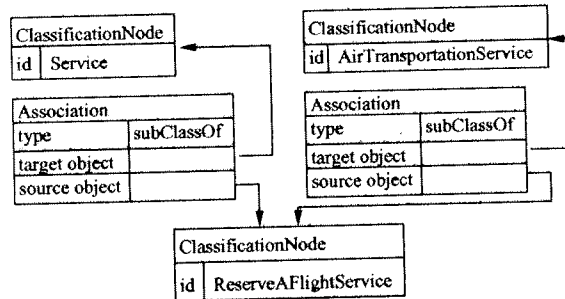 ClassificationNode
id Service
Association
type subClassOf
target object
source object
ClassificationNode
id AirTransportationService
Association
type subClassOf
target object
source object
ClassificationNode
id ReserveAFlightService